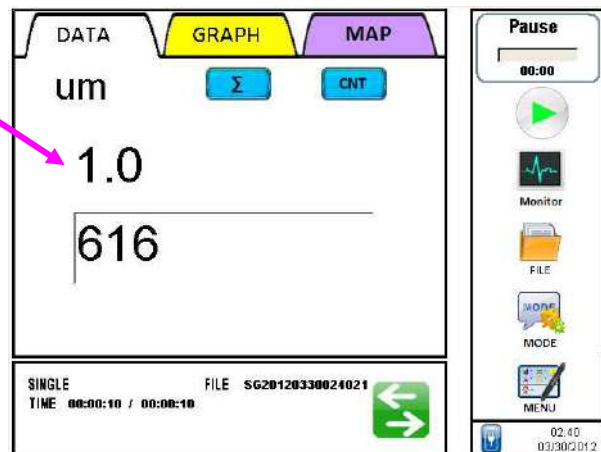 DATA GRAPH MAP
um Σ CNT
1.0
616
SINGLE FILE SG20120330024021
TIME 00:00:10 / 00:00:10
Pause
00:00
Monitor
FILE
MODE
MODE
MENU
02:40
03/30/2012